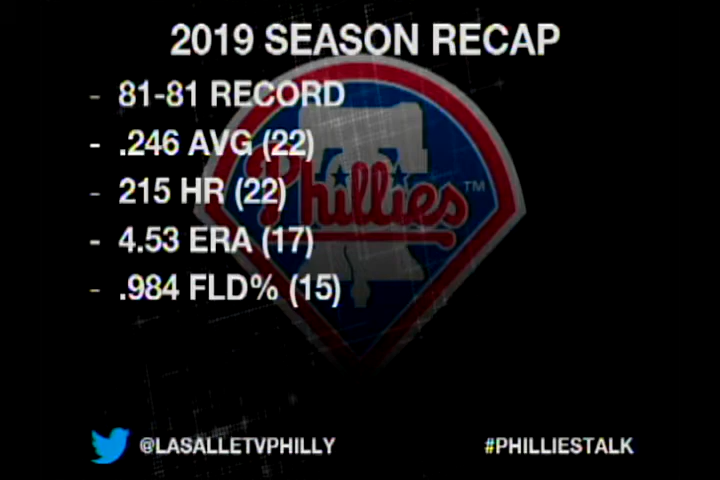 2019 SEASON RECAP
- 81-81 RECORD
- .246 AVG (22)
- 215 HR (22)
- 4.53 ERA (17)
- .984 FLD% (15)
Phillies TM
@LASALLETVPHILLY
#PHILLIESTALK